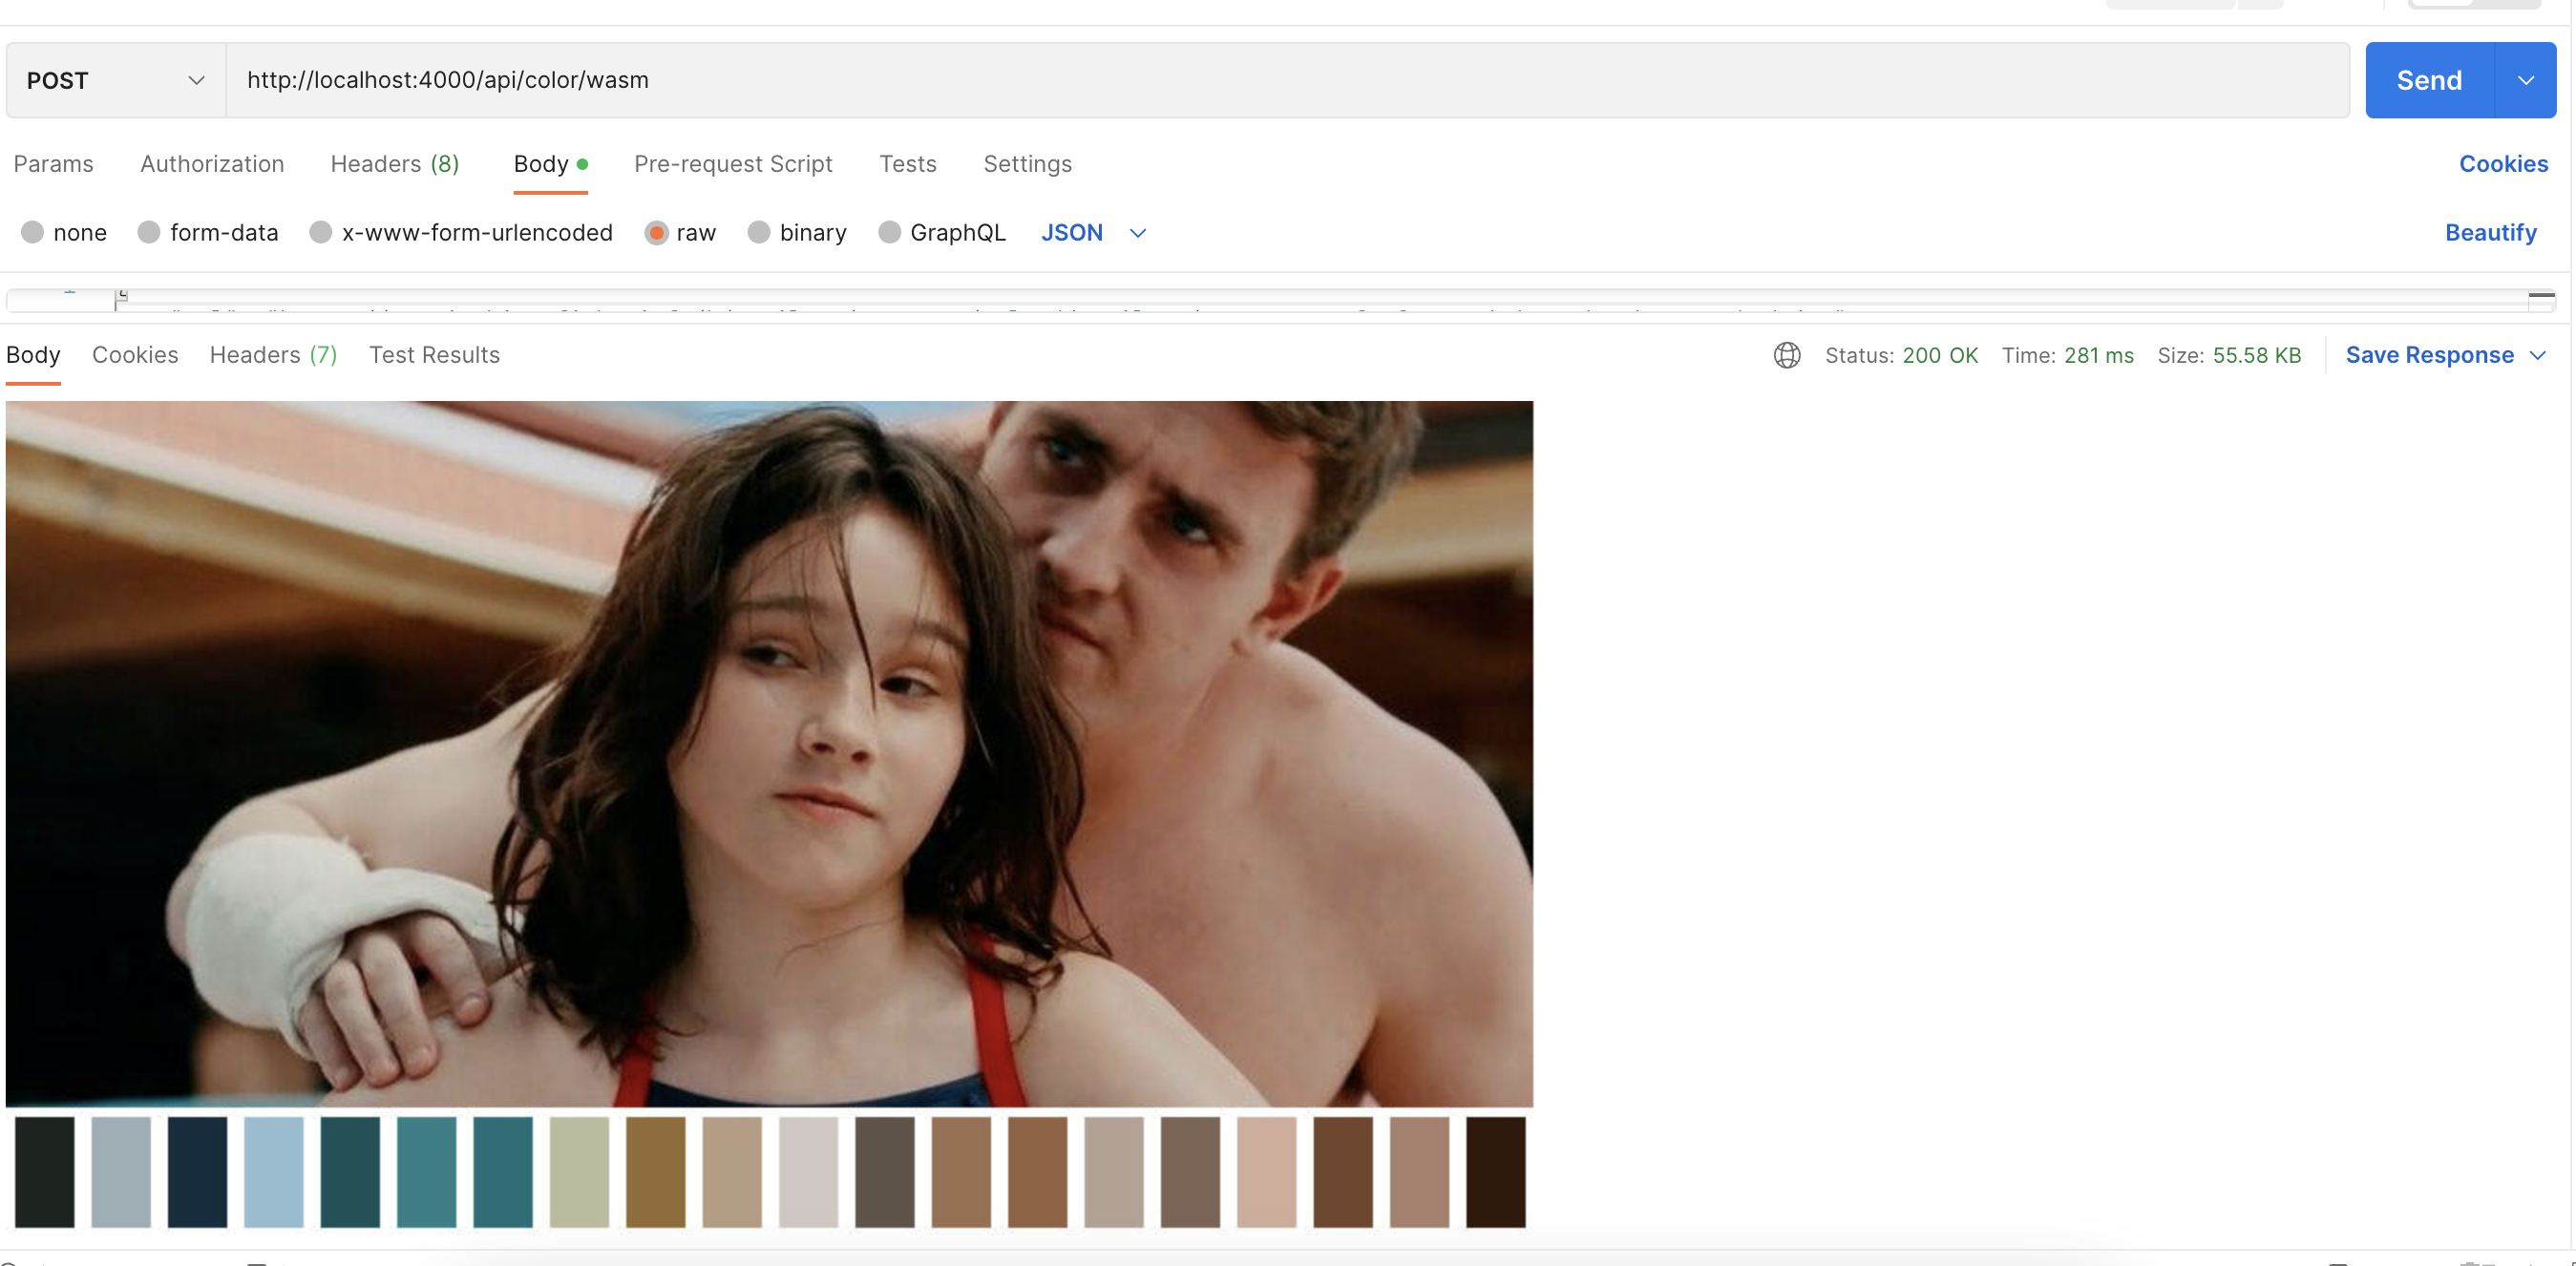 POST http://localhost:4000/api/color/wasm Send
Params Authorization Headers (8) Body Pre-request Script Tests Settings Cookies
none form-data x-www-form-urlencoded raw binary GraphQL JSON Beautify
Body Cookies Headers (7) Test Results Status: 200 OK Time: 281 ms Size: 55.58 KB Save Response